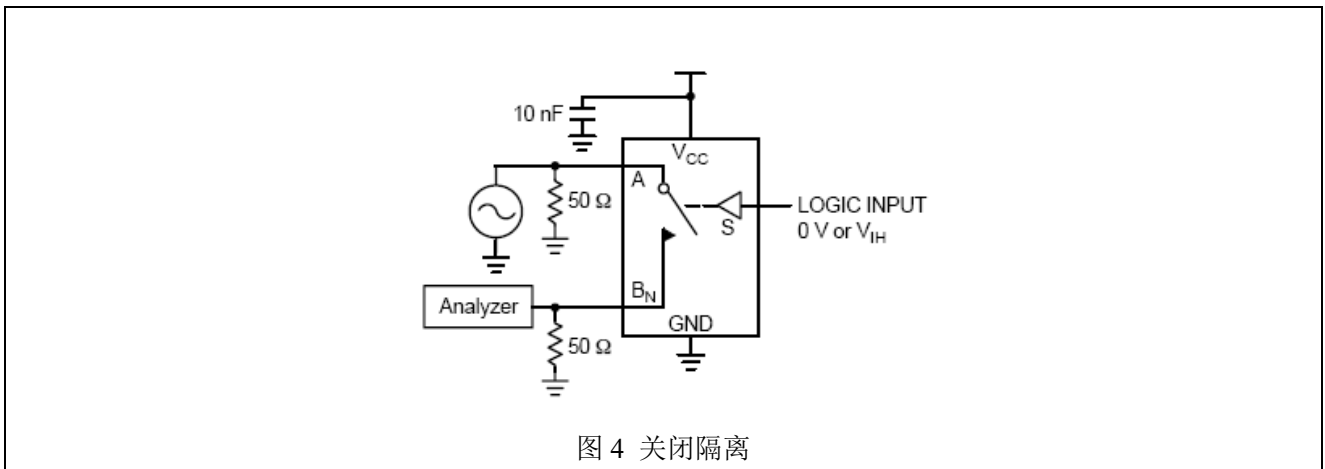 10 nF
VCC
A
50 Ω
LOGIC INPUT
0 V or VIH
S
BN
Analyzer
GND
50 Ω
图 4 关闭隔离